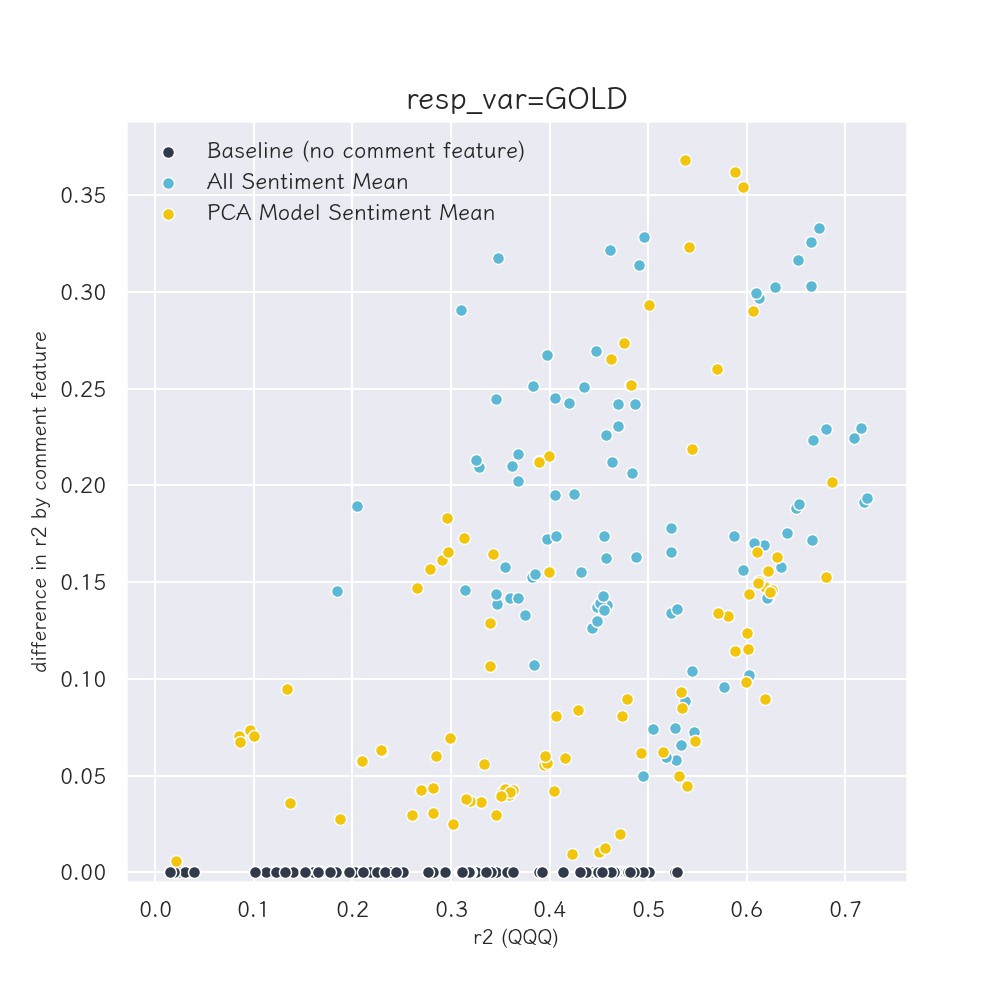 resp_var=GOLD
Baseline (no comment feature)
All Sentiment Mean
PCA Model Sentiment Mean
difference in r2 by comment feature
0.35
0.30
0.25
0.20
0.15
0.10
0.05
0.00
0.0 0.1 0.2 0.3 0.4 0.5 0.6 0.7
r2 (QQQ)